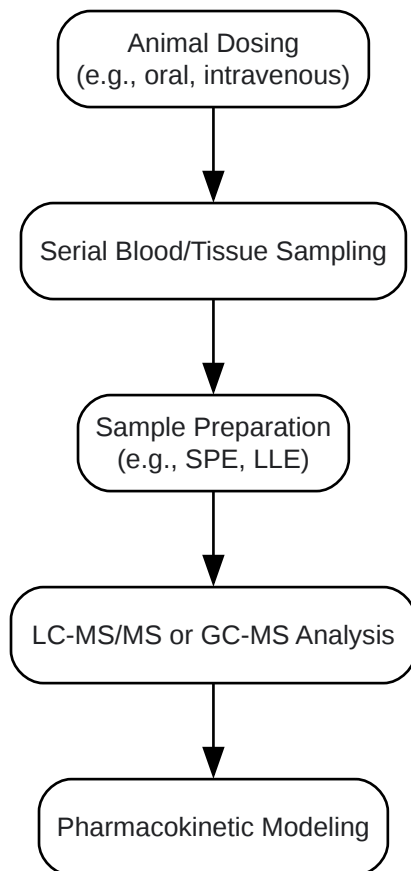 Animal Dosing
(e.g., oral, intravenous)
Serial Blood/Tissue Sampling
Sample Preparation
(e.g., SPE, LLE)
LC-MS/MS or GC-MS Analysis
Pharmacokinetic Modeling